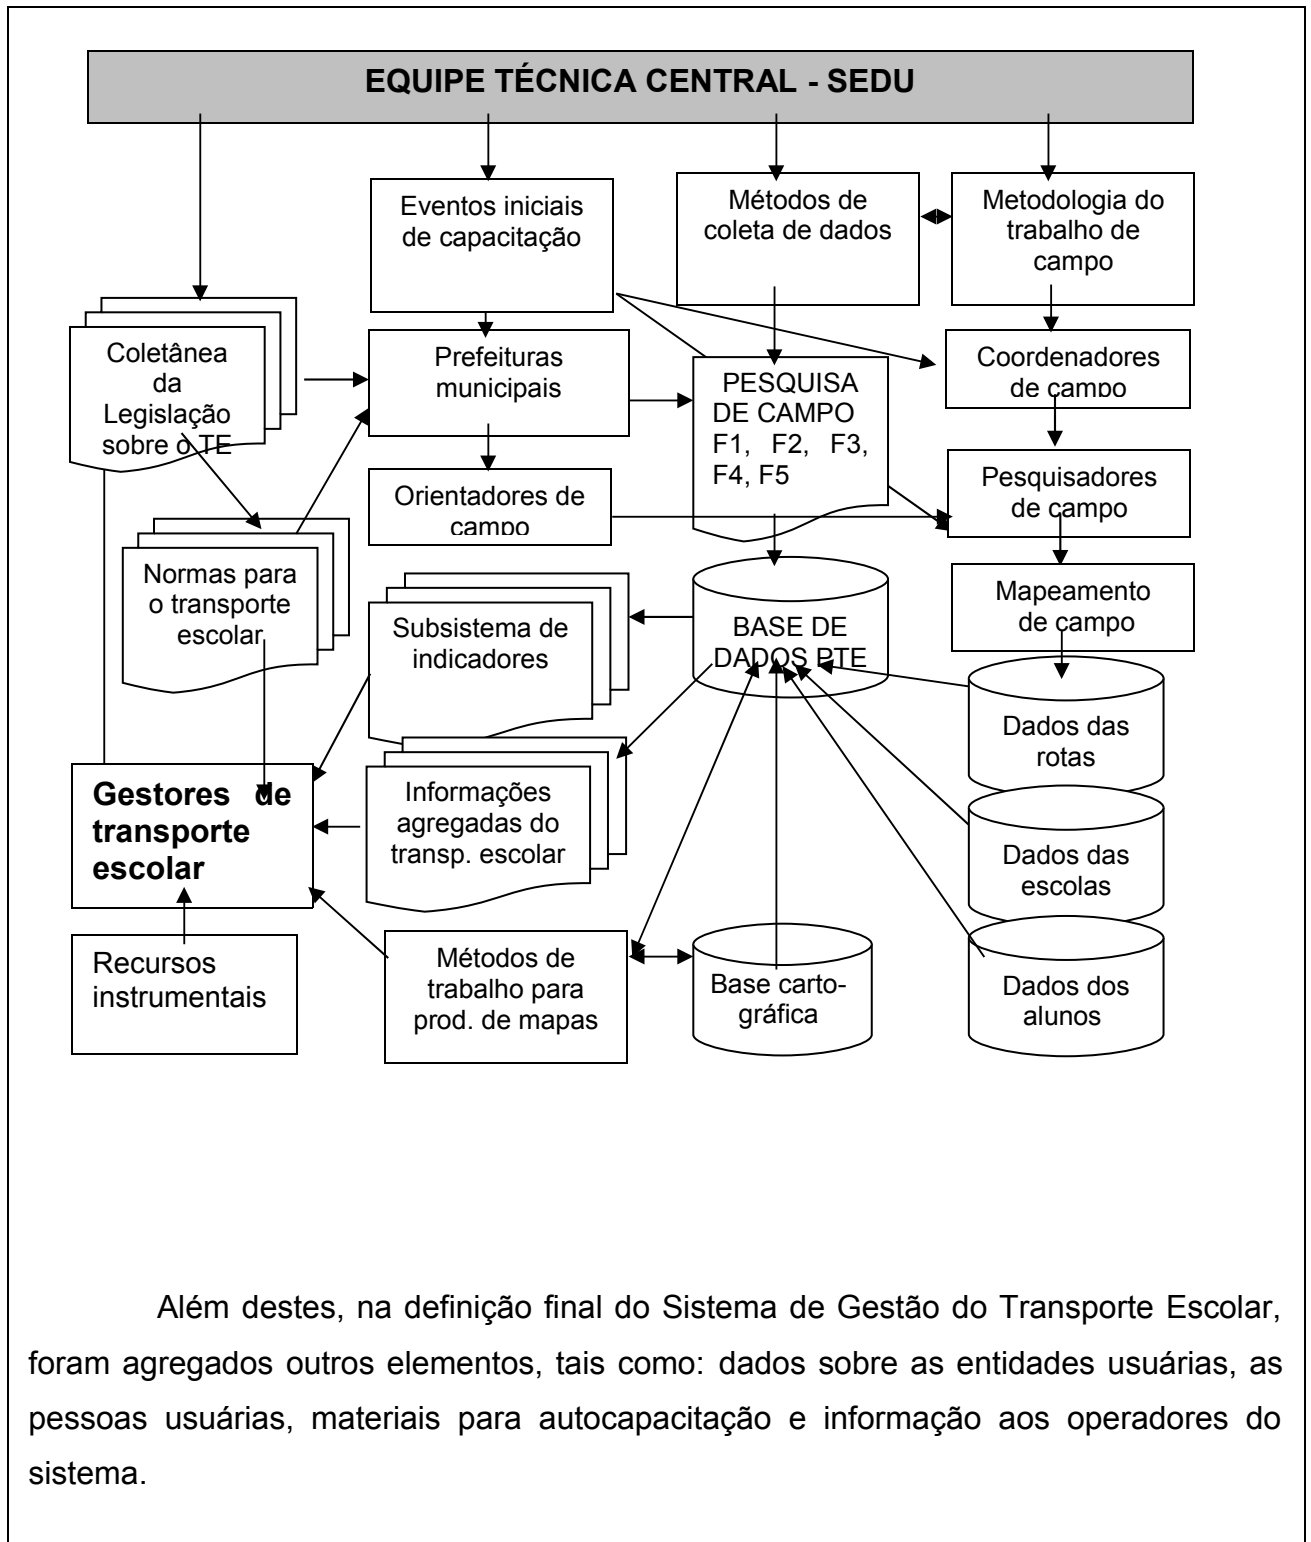 EQUIPE TÉCNICA CENTRAL - SEDU
Eventos iniciais
de capacitação
Métodos de
coleta de dados
Metodologia do
trabalho de
campo
Coletânea
da
Legislação
sobre o TE
Prefeituras
municipais
PESQUISA
DE CAMPO
F1, F2, F3,
F4, F5
Coordenadores
de campo
Orientadores de
campo
Pesquisadores
de campo
Normas para
o transporte
escolar
Subsistema de
indicadores
BASE DE
DADOS PTE
Mapeamento
de campo
Dados das
rotas
Gestores de
transporte
escolar
Informações
agregadas do
transp. escolar
Dados das
escolas
Recursos
instrumentais
Métodos de
trabalho para
prod. de mapas
Base carto-
gráfica
Dados dos
alunos
Além destes, na definição final do Sistema de Gestão do Transporte Escolar,
foram agregados outros elementos, tais como: dados sobre as entidades usuárias, as
pessoas usuárias, materiais para autocapacitação e informação aos operadores do
sistema.